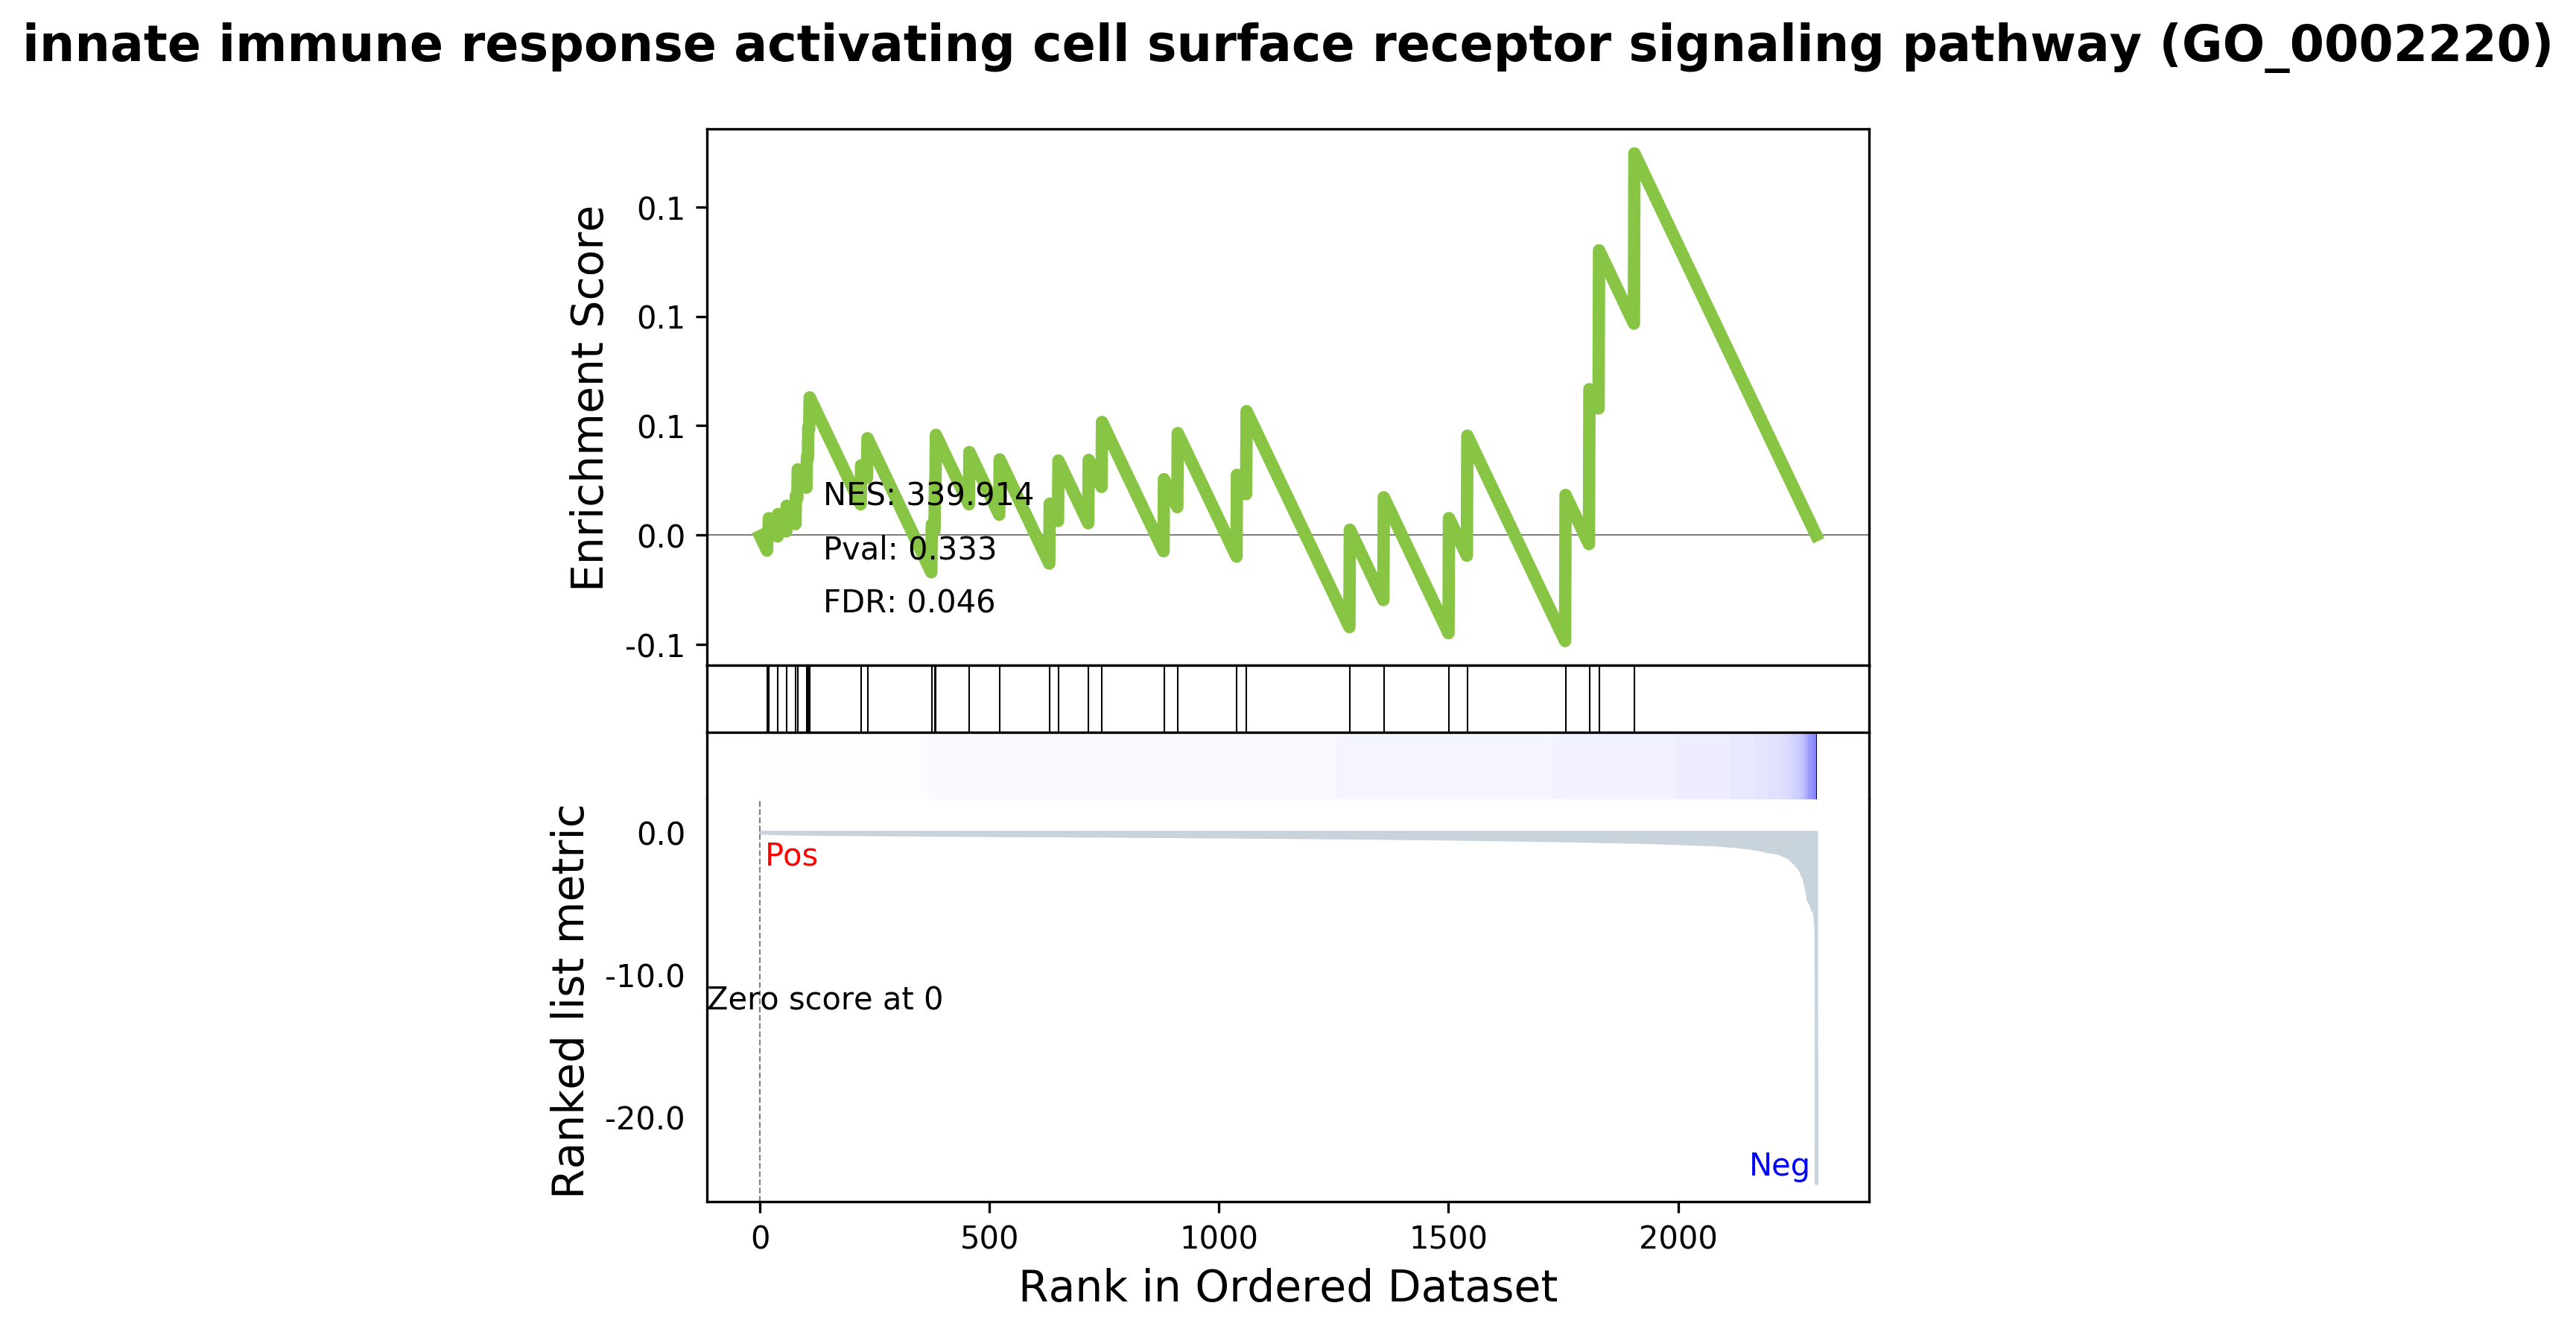 innate immune response activating cell surface receptor signaling pathway (GO_0002220)
Enrichment Score
0.1
0.1
0.1
0.0
-0.1
NES: 339.914
Pval: 0.333
FDR: 0.046
Ranked list metric
0.0
-10.0
-20.0
Pos
Zero score at 0
Neg
0 500 1000 1500 2000
Rank in Ordered Dataset